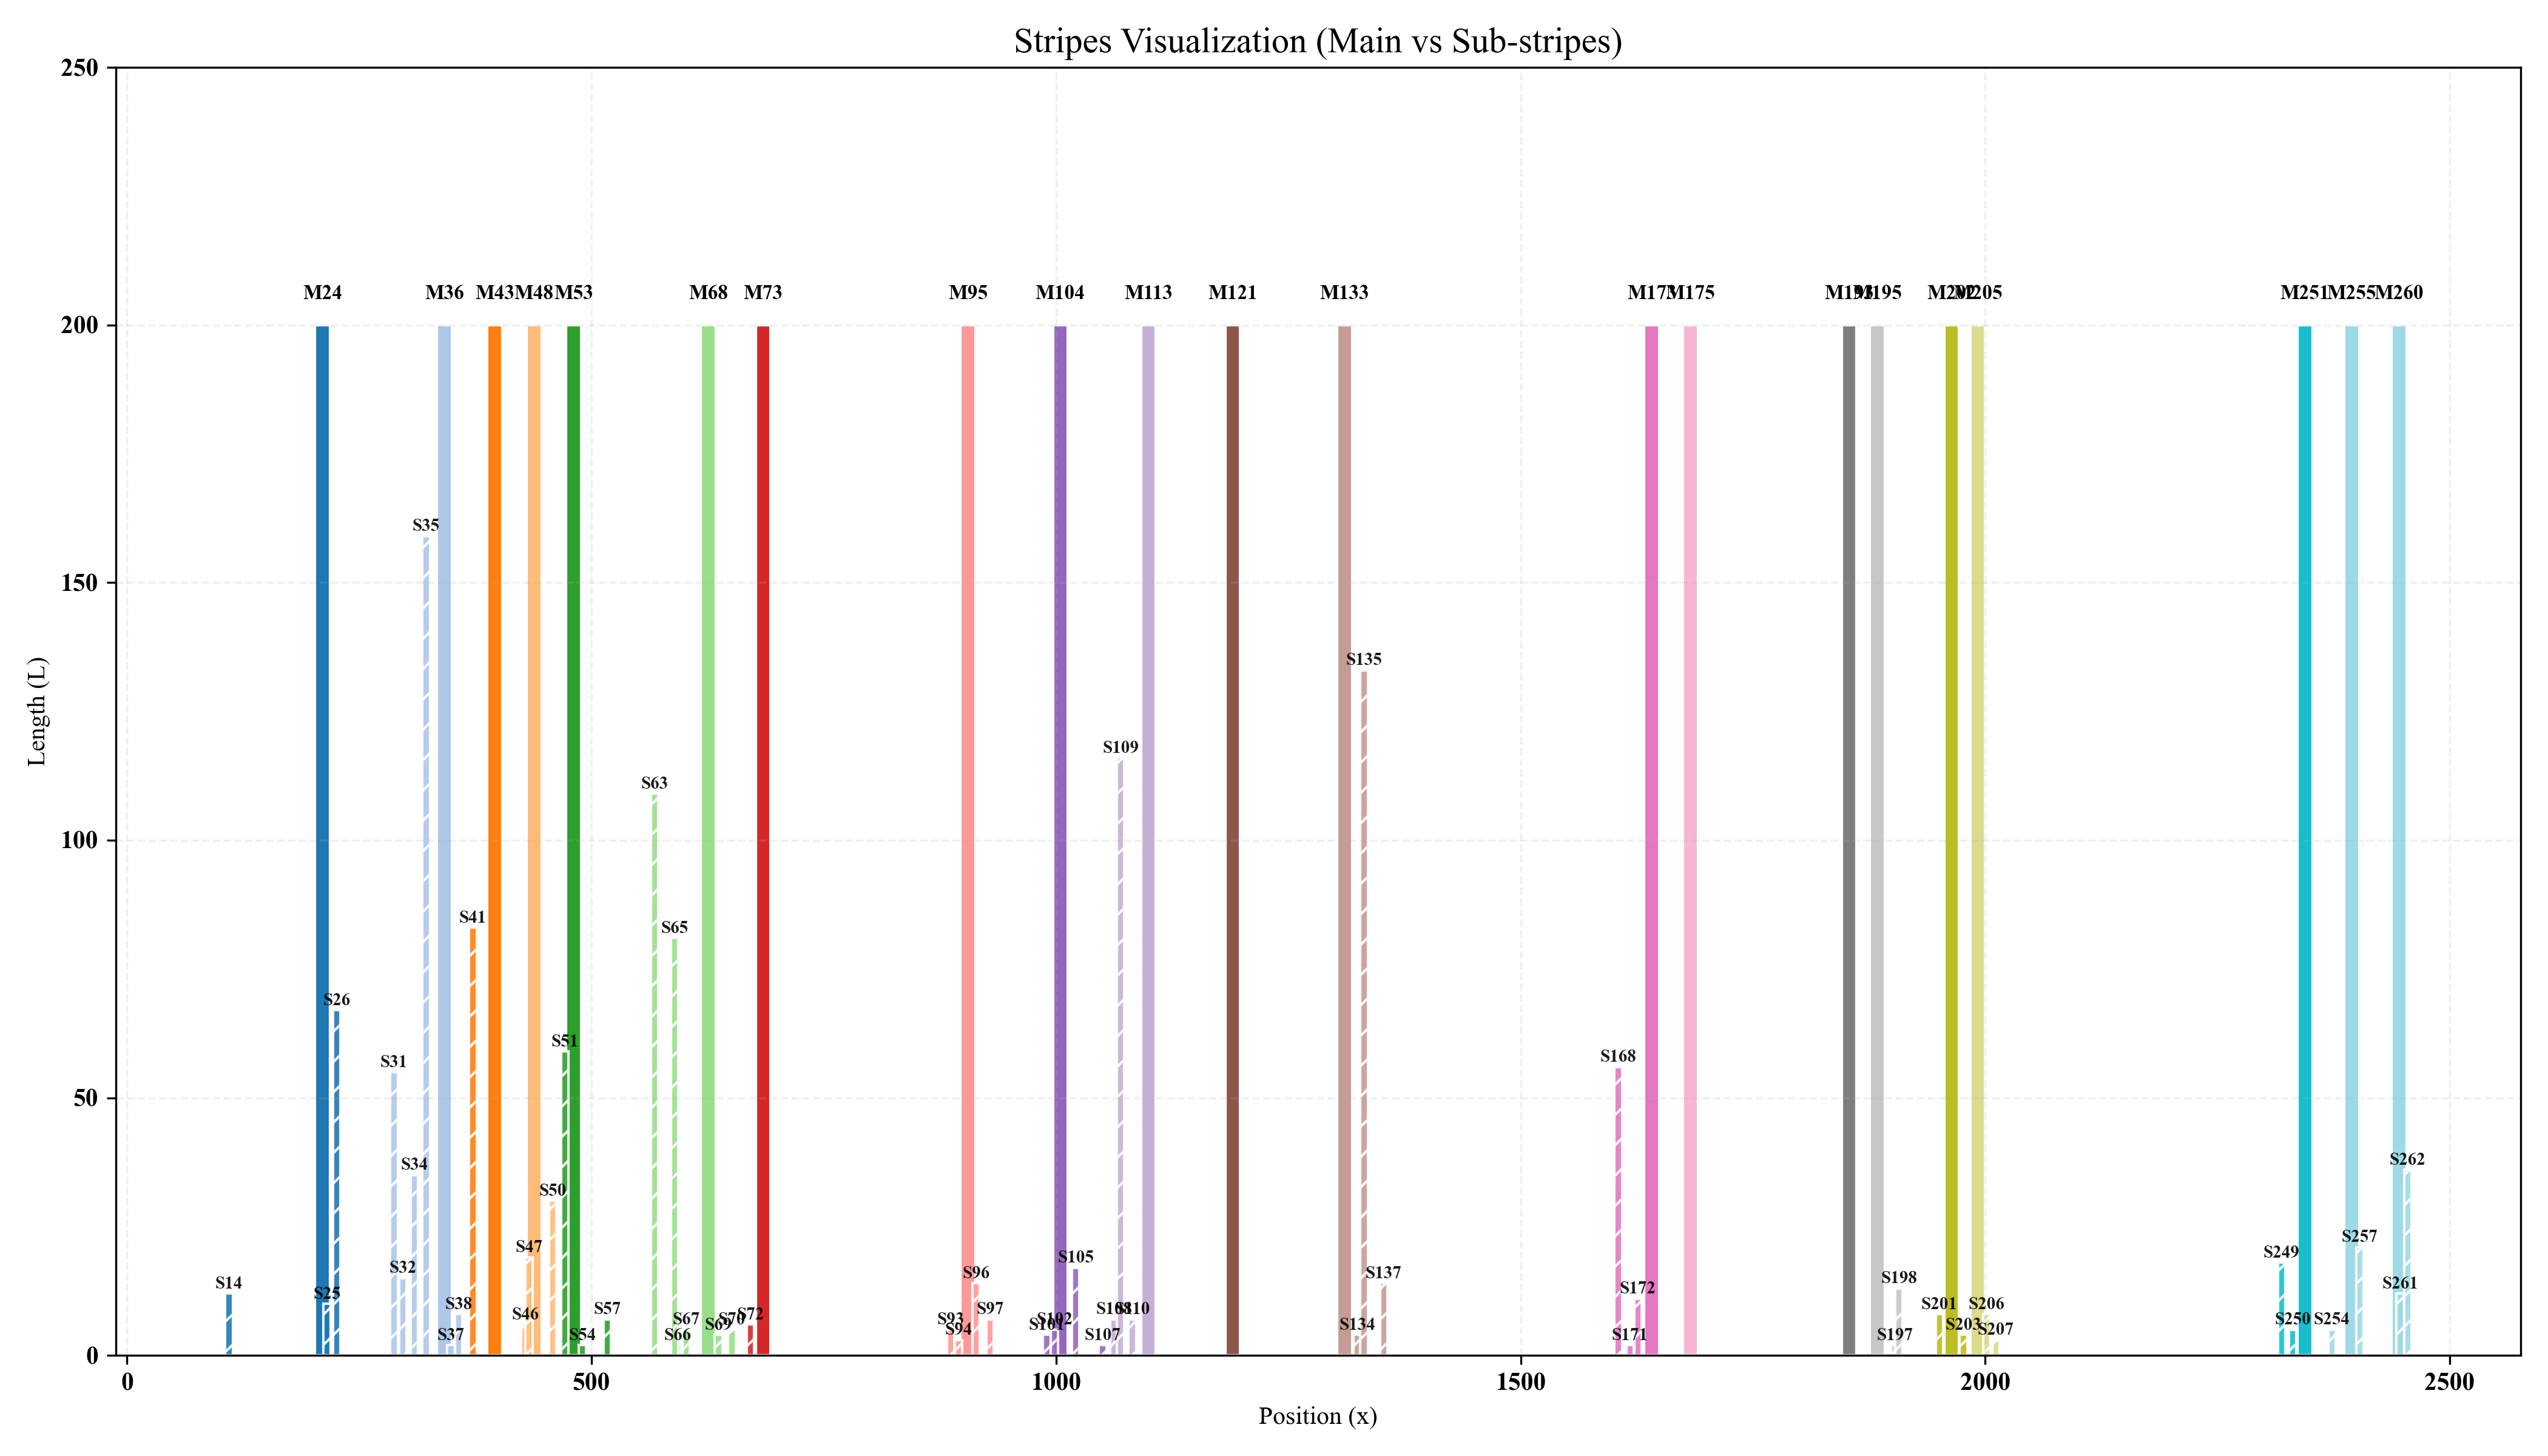 Stripes Visualization (Main vs Sub-stripes)
250
M24 M36 M43 M48 M53 M68 M73 M95 M104 M113 M121 M133 M175 M195 M202 M205 M251 M255 M260
200
S35
150
S135
S109
S63
100
S41
S65
S26
S51
S31
S168
50
S34
S262
S50
S257
S47
S249
S105
S32
S96
S137
S198
S14
S261
S172
S25
S38
S201
S206
S67
S97
S110
S57
S46
S72
S93
S102
S250
S254
S203
S69
S94
S207
S37
S54
S66
S107
S134
S171
S197
0
0 500 1000 1500 2000 2500
Position (x)
Length (L)